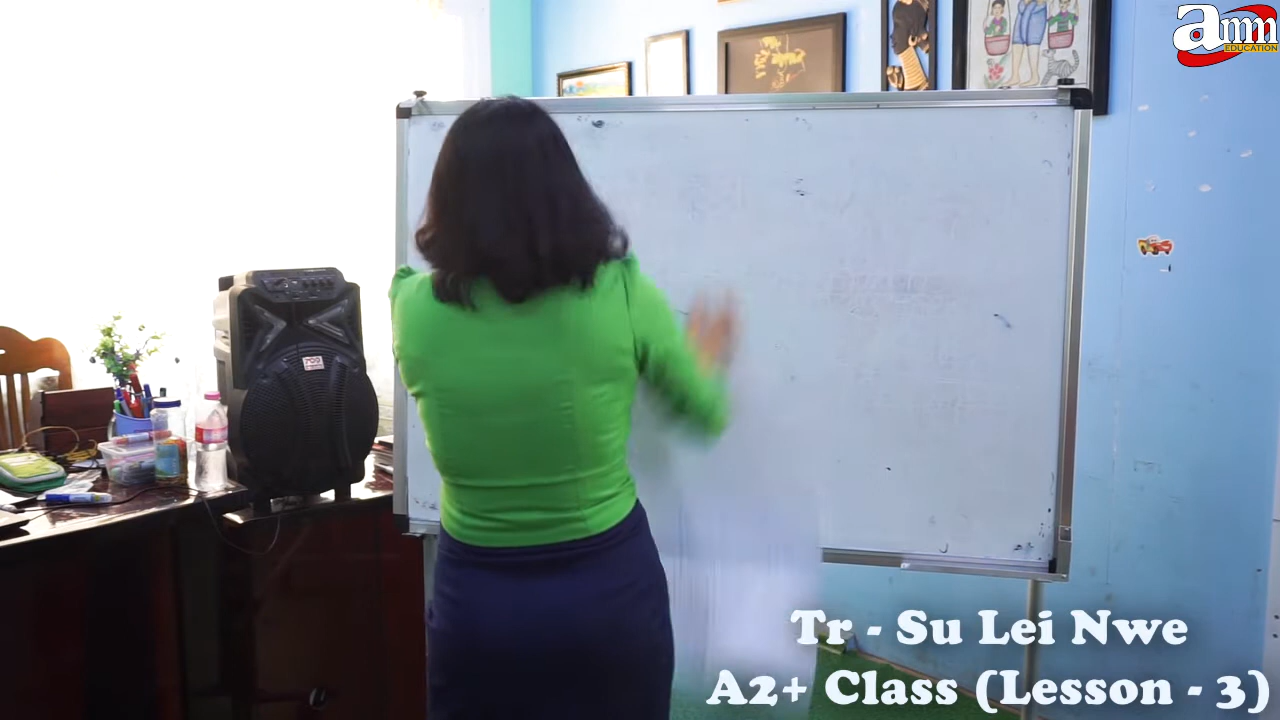 amm
EDUCATION
Tr - Su Lei Nwe
A2+ Class (Lesson - 3)